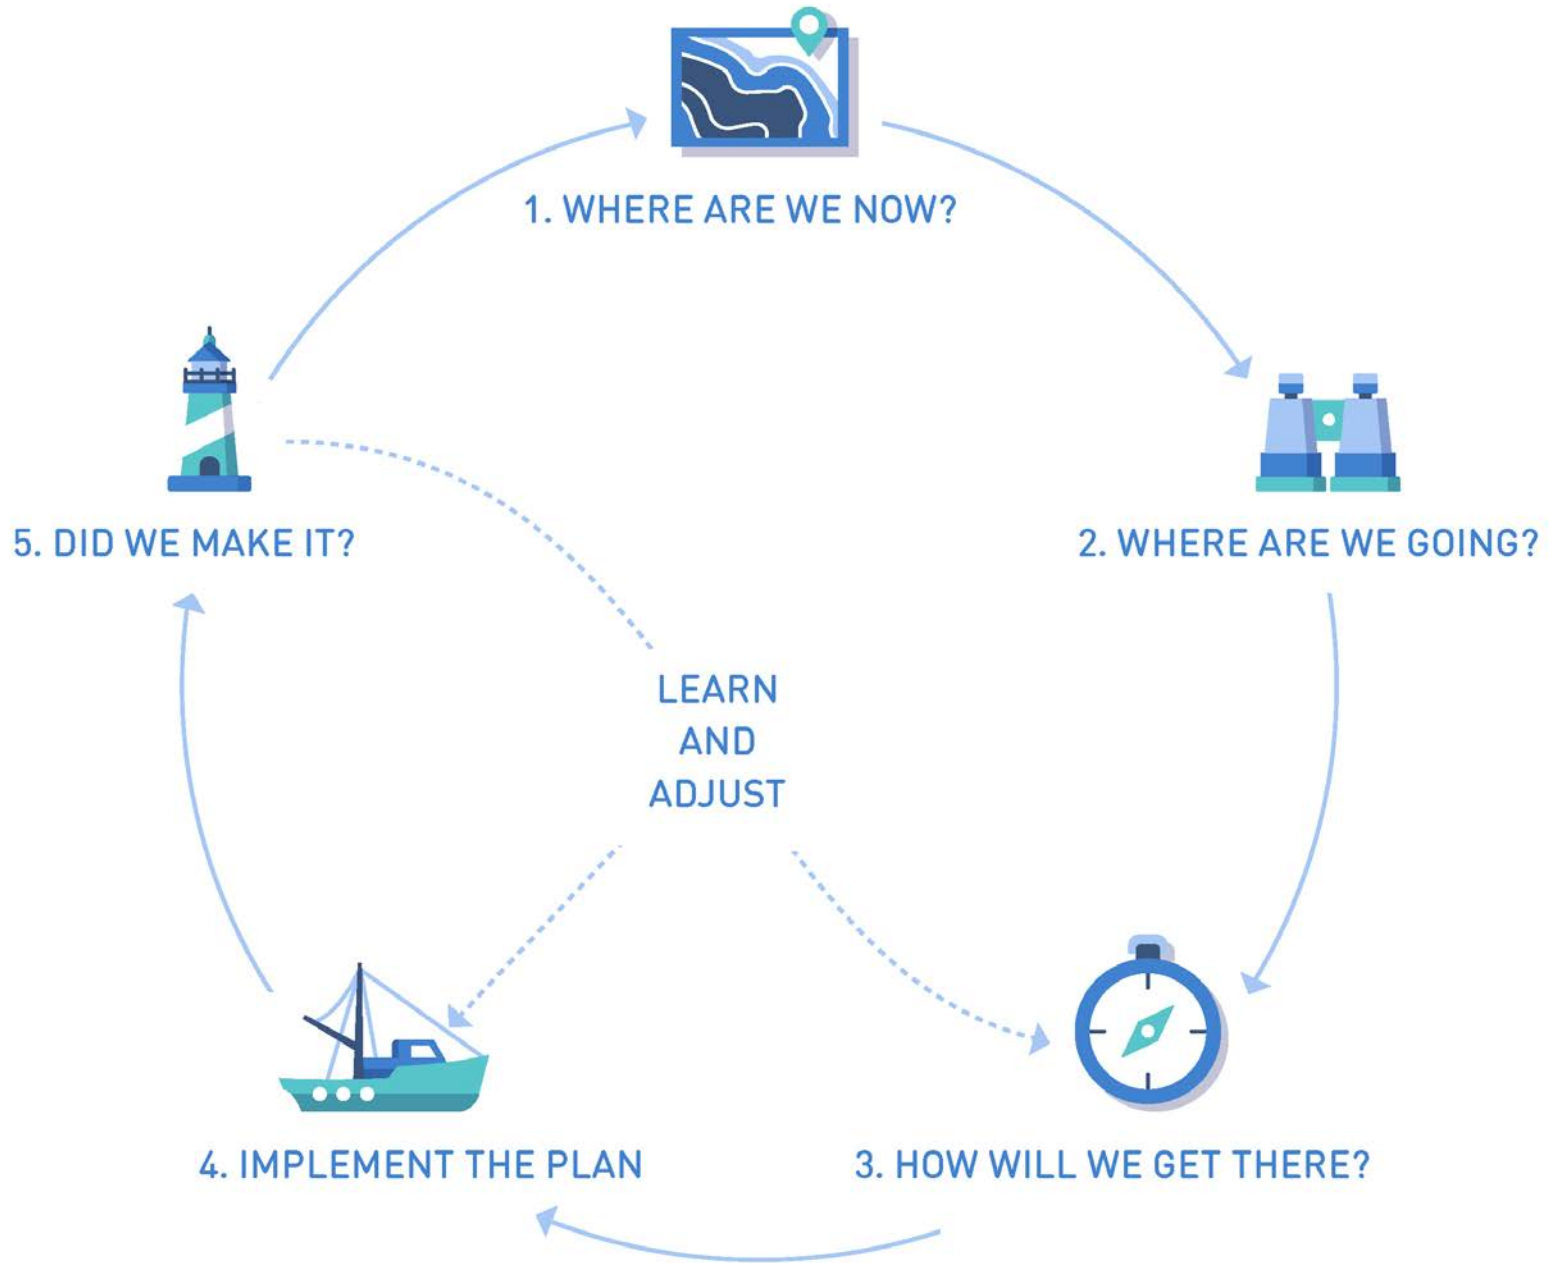 1. WHERE ARE WE NOW?
2. WHERE ARE WE GOING?
3. HOW WILL WE GET THERE?
4. IMPLEMENT THE PLAN
5. DID WE MAKE IT?
LEARN
AND
ADJUST